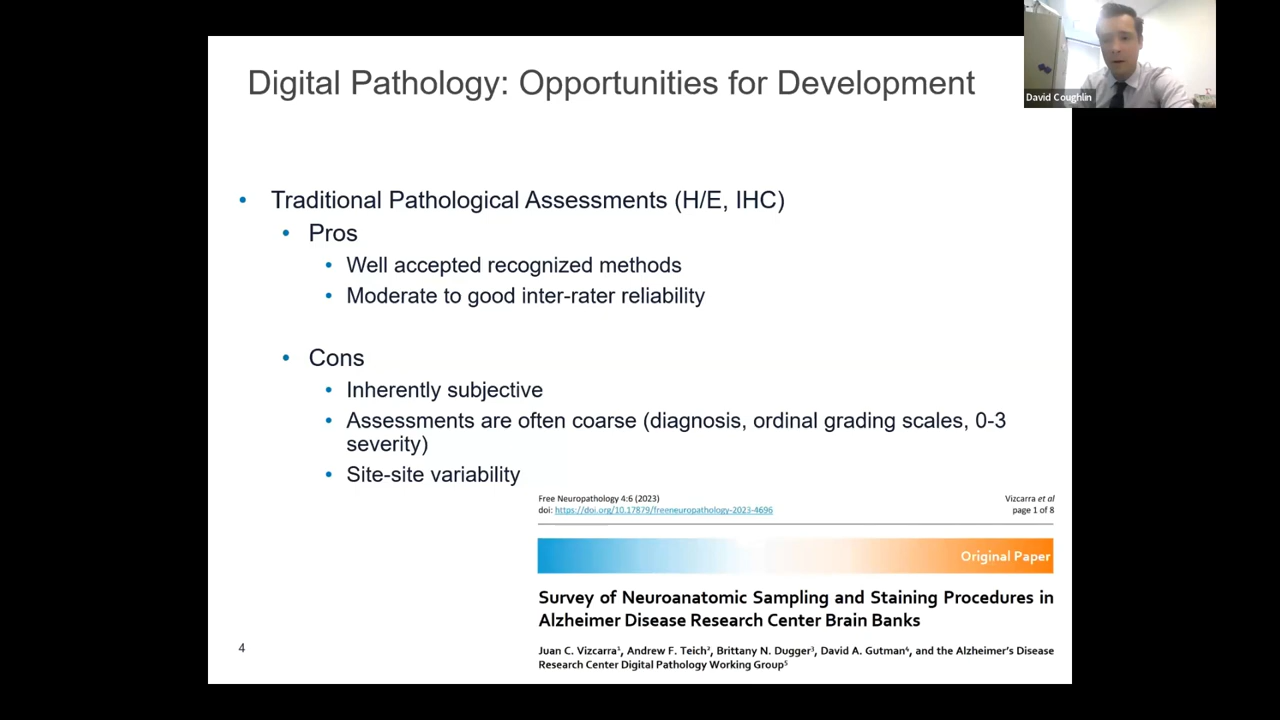 Digital Pathology: Opportunities for Development
David Coughlin
• Traditional Pathological Assessments (H/E, IHC)
• Pros
• Well accepted recognized methods
• Moderate to good inter-rater reliability
• Cons
• Inherently subjective
• Assessments are often coarse (diagnosis, ordinal grading scales, 0-3
severity)
• Site-site variability
Free Neuropathology 4:6 (2023)
doi: https://doi.org/10.17879/freeneuropathology-2023-4696
Vizcarra et al
page 1 of 8
Original Paper
Survey of Neuroanatomic Sampling and Staining Procedures in
Alzheimer Disease Research Center Brain Banks
Juan C. Vizcarra¹, Andrew F. Teich², Brittany N. Dugger³, David A. Gutman⁴, and the Alzheimer's Disease
Research Center Digital Pathology Working Group⁵
4